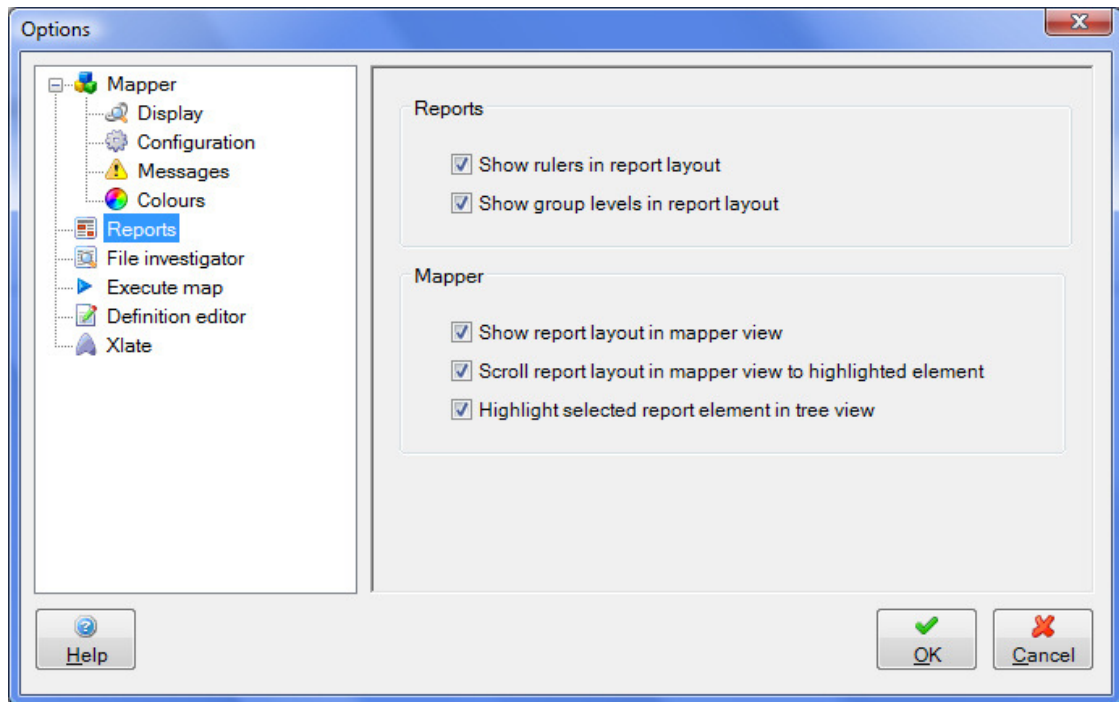 Options
Mapper
Display
Configuration
Messages
Colours
Reports
File investigator
Execute map
Definition editor
Xlate
Reports
Show rulers in report layout
Show group levels in report layout
Mapper
Show report layout in mapper view
Scroll report layout in mapper view to highlighted element
Highlight selected report element in tree view
Help
OK
Cancel